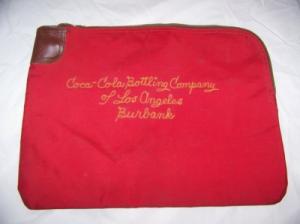 Coca-Cola Bottling Company
of Los Angeles
Burbank